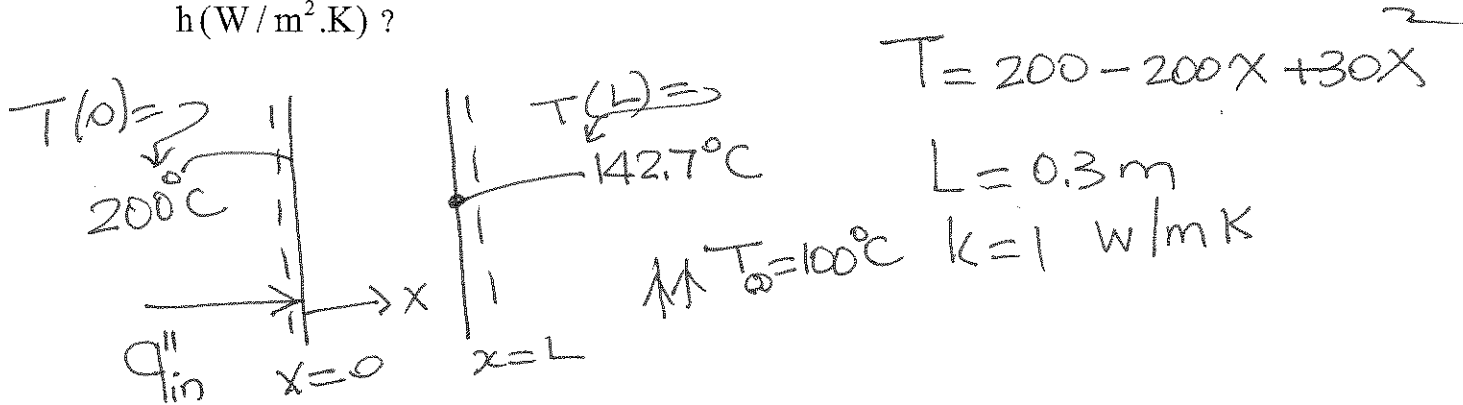 h(W/m².K) ?
T = 200 - 200x + 30x²
T(0) = ?
200°C
T(L) = ?
142.7°C
L = 0.3 m
T∞ = 100°C
k = 1 W/mK
x
q''in
x=0
x=L